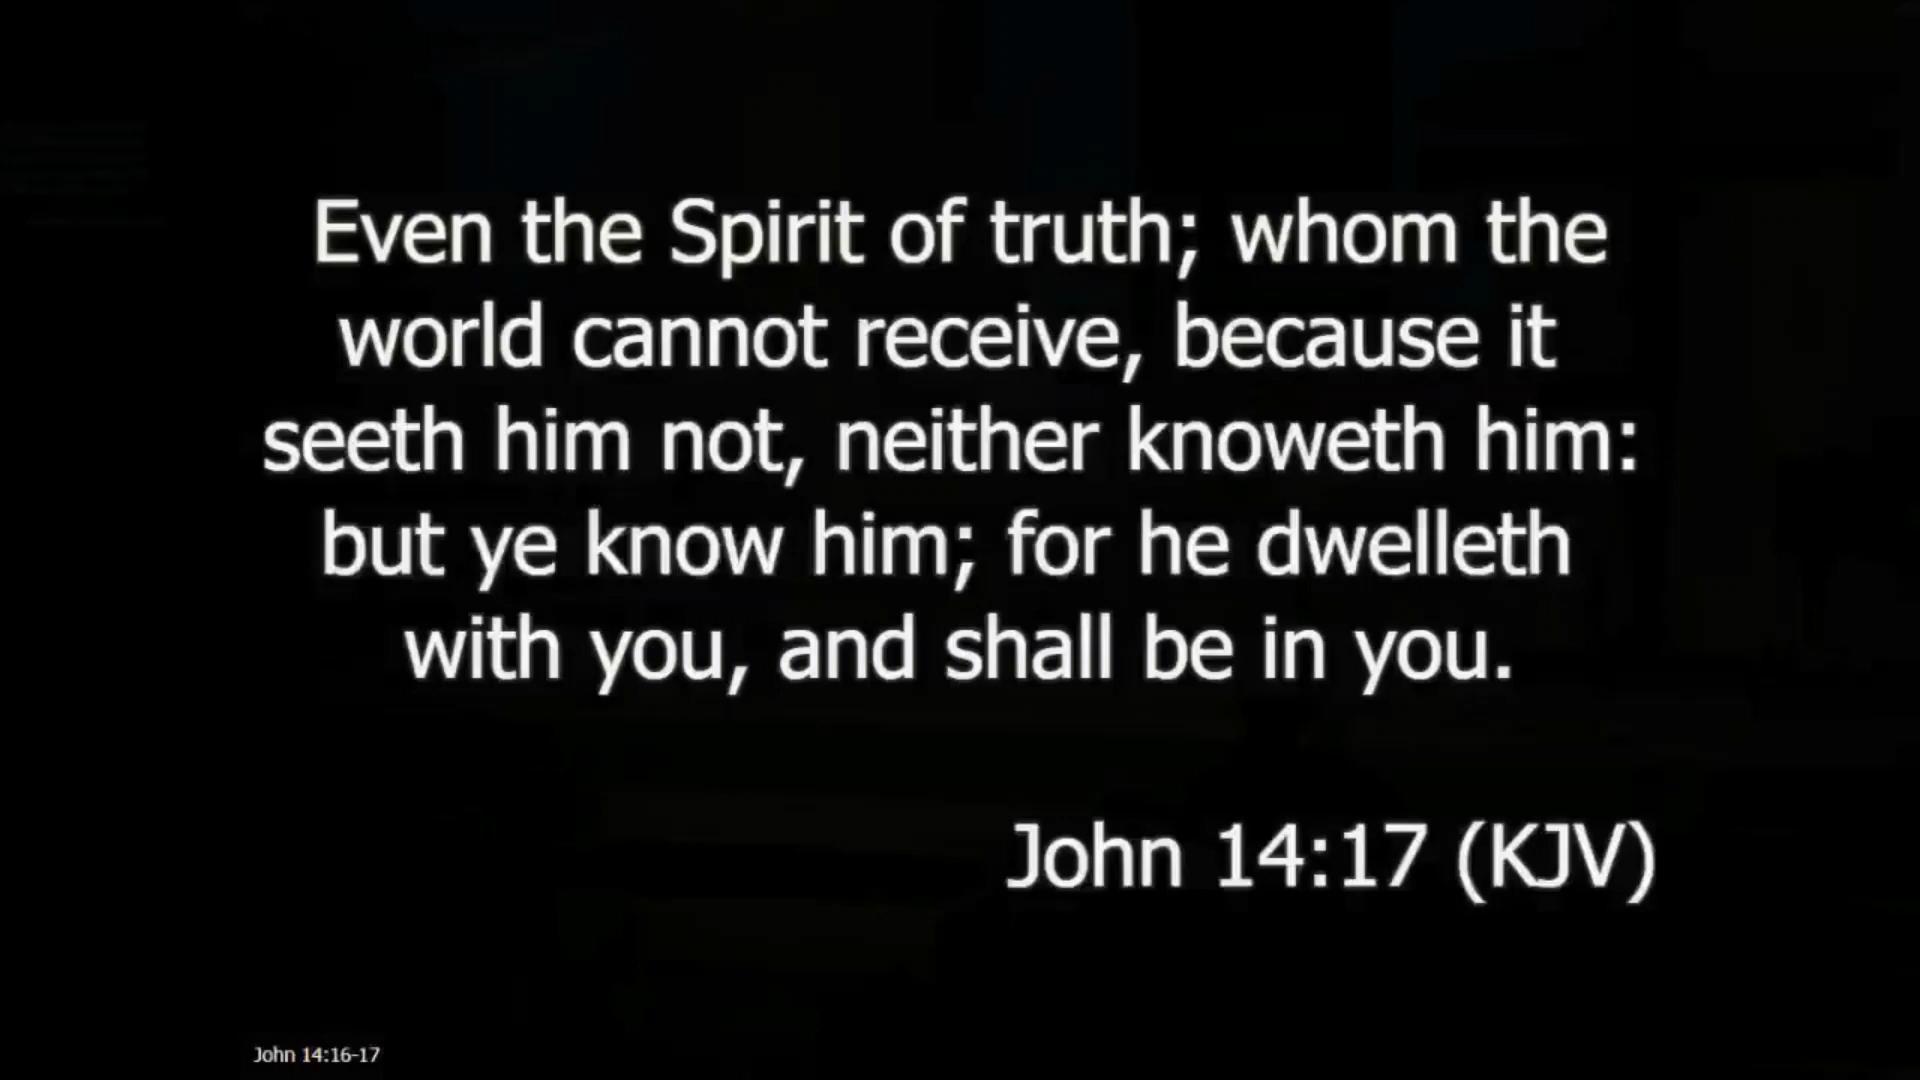 Even the Spirit of truth; whom the
world cannot receive, because it
seeth him not, neither knoweth him:
but ye know him; for he dwelleth
with you, and shall be in you.
John 14:17 (KJV)
John 14:16-17